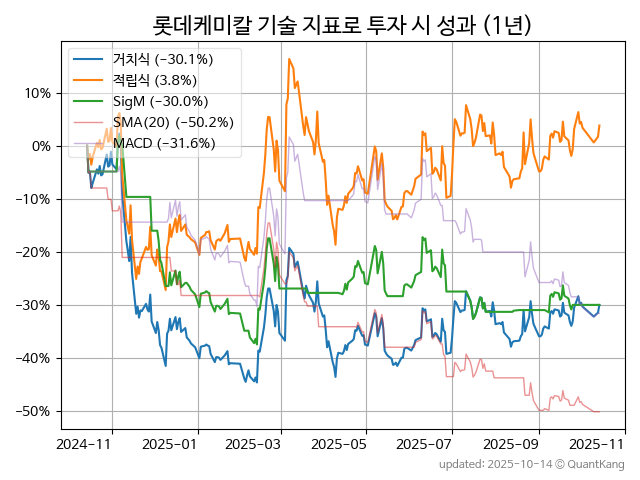 롯데케미칼 기술 지표로 투자 시 성과 (1년)
거치식 (−30.1%)
적립식 (3.8%)
SigM (−30.0%)
SMA(20) (−50.2%)
MACD (−31.6%)
10%
0%
−10%
−20%
−30%
−40%
−50%
2024-11
2025-01
2025-03
2025-05
2025-07
2025-09
2025-11
updated: 2025-10-14 © QuantKang